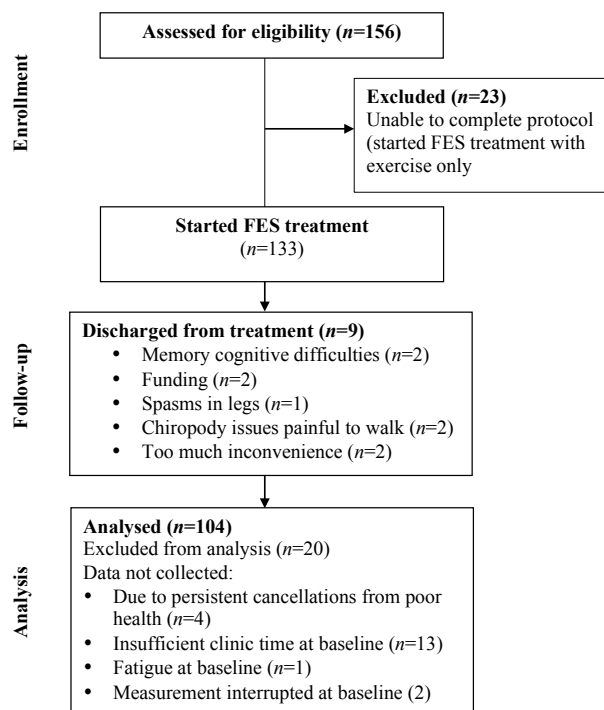 Assessed for eligibility (n=156)
Enrollment
Excluded (n=23)
Unable to complete protocol
(started FES treatment with
exercise only
Started FES treatment
(n=133)
Follow-up
Discharged from treatment (n=9)
• Memory cognitive difficulties (n=2)
• Funding (n=2)
• Spasms in legs (n=1)
• Chiropody issues painful to walk (n=2)
• Too much inconvenience (n=2)
Analysis
Analysed (n=104)
Excluded from analysis (n=20)
Data not collected:
• Due to persistent cancellations from poor
health (n=4)
• Insufficient clinic time at baseline (n=13)
• Fatigue at baseline (n=1)
• Measurement interrupted at baseline (2)